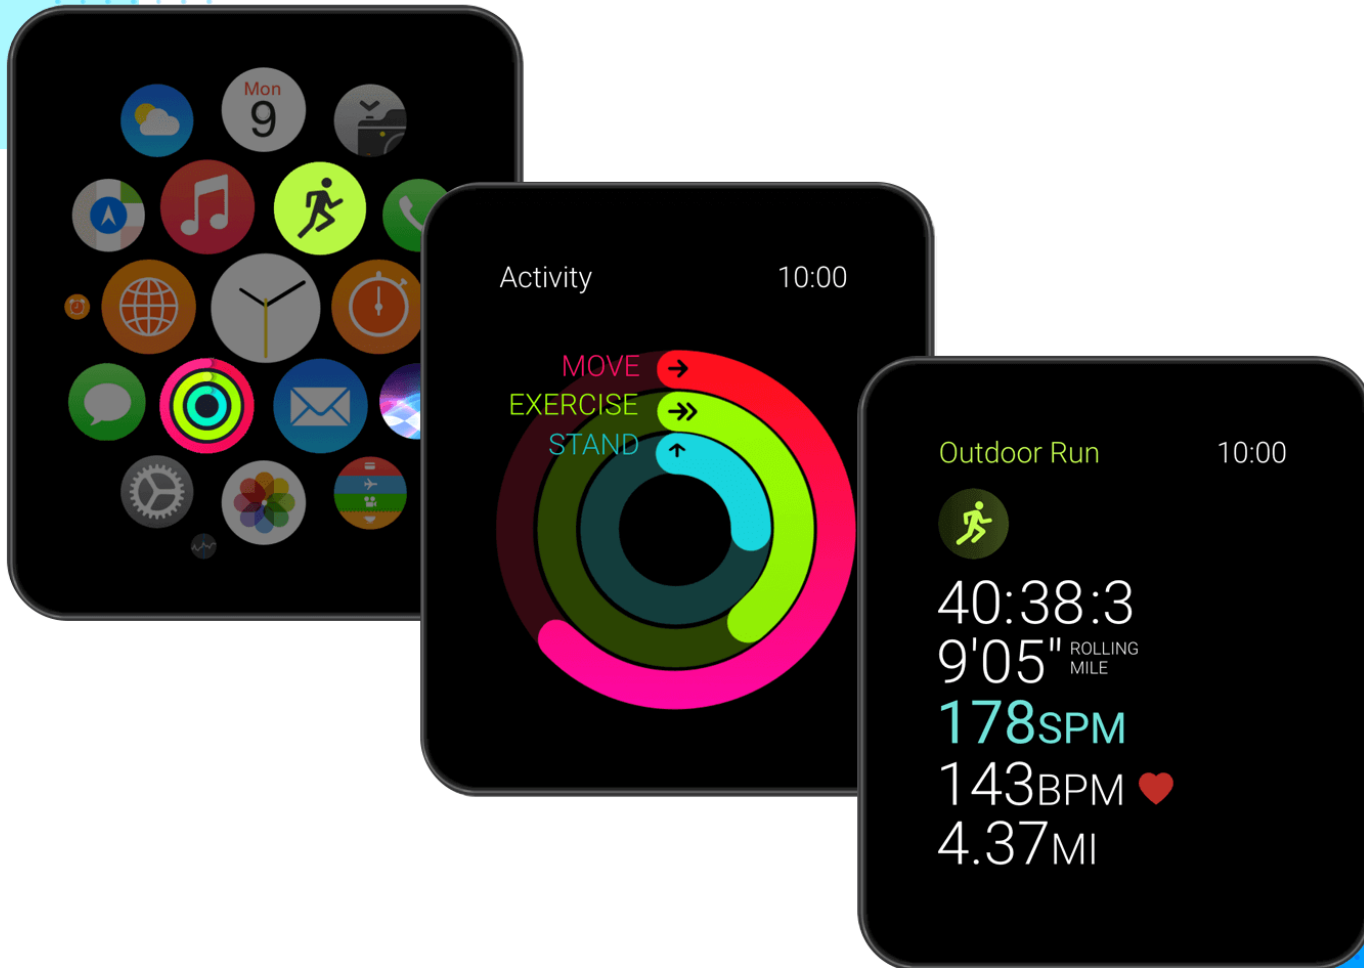 Mon
9
Activity 10:00
MOVE
EXERCISE
STAND
Outdoor Run 10:00
40:38:3
9'05" ROLLING
MILE
178SPM
143BPM
4.37MI